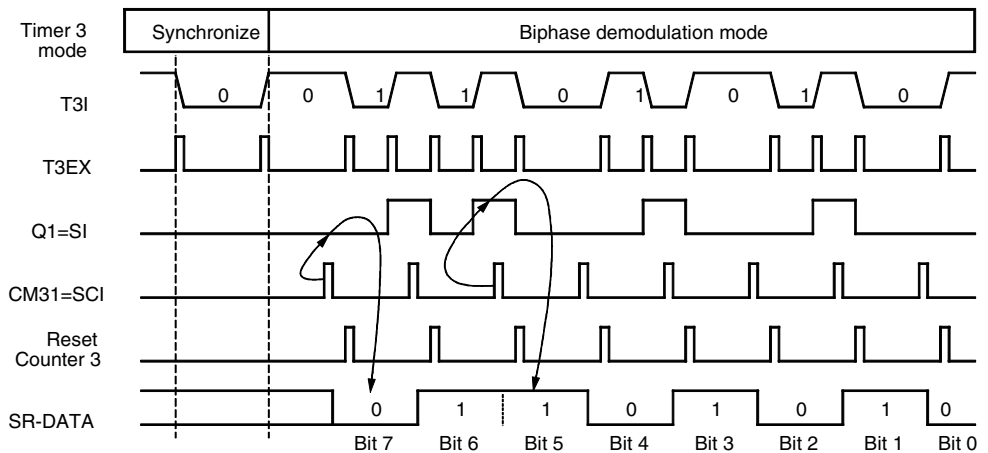 Timer 3
mode
Synchronize
Biphase demodulation mode
T3I
0 0 1 1 0 1 0 1 0
T3EX
Q1=SI
CM31=SCI
Reset
Counter 3
SR-DATA
0 1 1 0 1 0 1 0
Bit 7 Bit 6 Bit 5 Bit 4 Bit 3 Bit 2 Bit 1 Bit 0